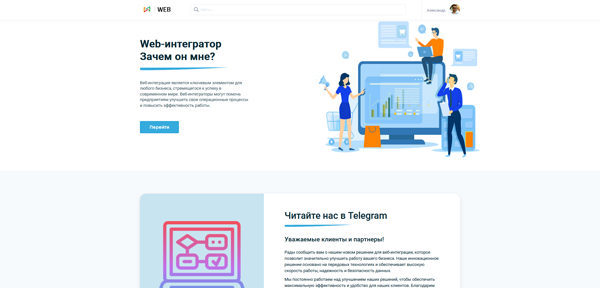 WEB
Александр
Web-интегратор
Зачем он мне?
Веб-интеграция является ключевым элементом для
любого бизнеса, стремящегося к успеху в
современном мире. Веб-интеграторы могут помочь
предприятиям улучшить свои операционные процессы
и повысить эффективность работы.
Перейти
Читайте нас в Telegram
Уважаемые клиенты и партнеры!
Рады сообщить вам о нашем новом решении для веб-интеграции, которое
позволит значительно улучшить работу вашего бизнеса. Наше инновационное
решение основано на передовых технологиях и обеспечивает высокую
скорость работы, надежность и безопасность данных.
Мы постоянно работаем над улучшением наших решений, чтобы обеспечить
максимальную эффективность и удобство для наших клиентов. Благодарим